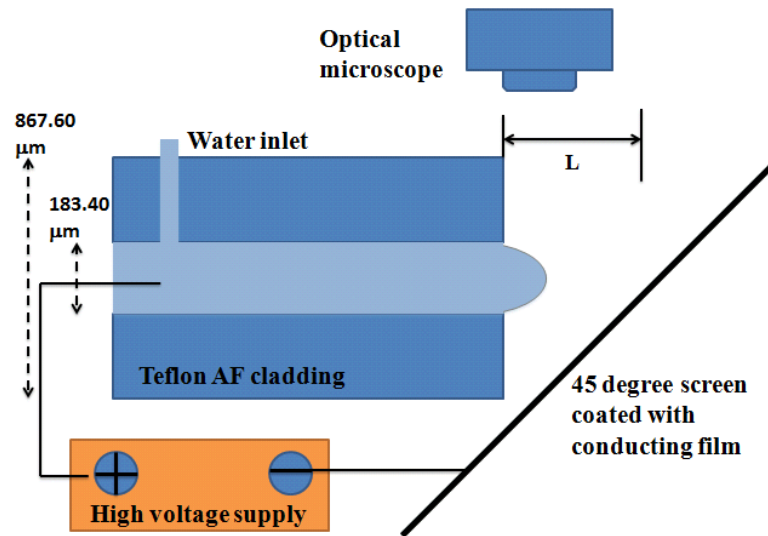 Optical
microscope
867.60
μm
Water inlet
L
183.40
μm
Teflon AF cladding
45 degree screen
coated with
conducting film
High voltage supply